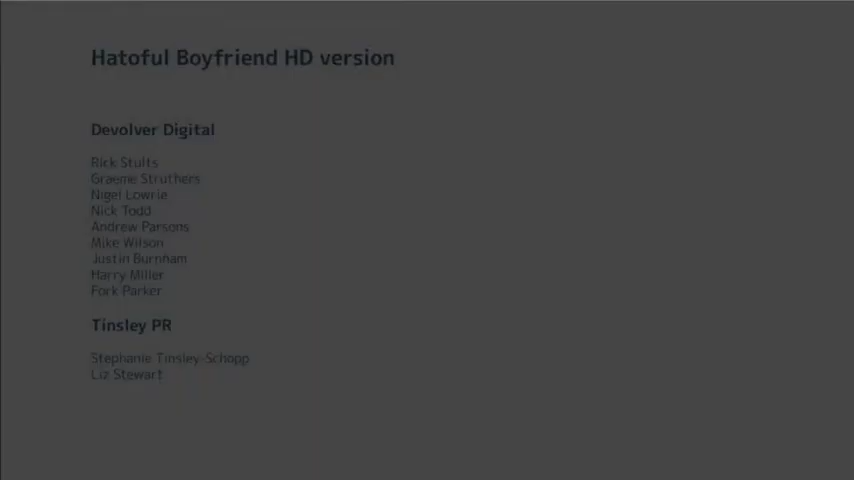 Hatoful Boyfriend HD version
Devolver Digital
Rick Stults
Graeme Struthers
Nigel Lowrie
Nick Todd
Andrew Parsons
Mike Wilson
Justin Burnham
Harry Miller
Fork Parker
Tinsley PR
Stephanie Tinsley-Schopp
Liz Stewart